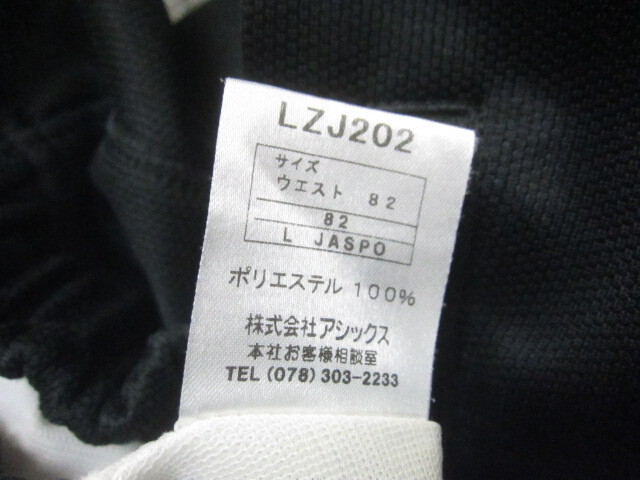 LZJ202
サイズ
ウエスト 82
82
L JASPO
ポリエステル 100%
株式会社アシックス
本社お客様相談室
TEL (078) 303-2233